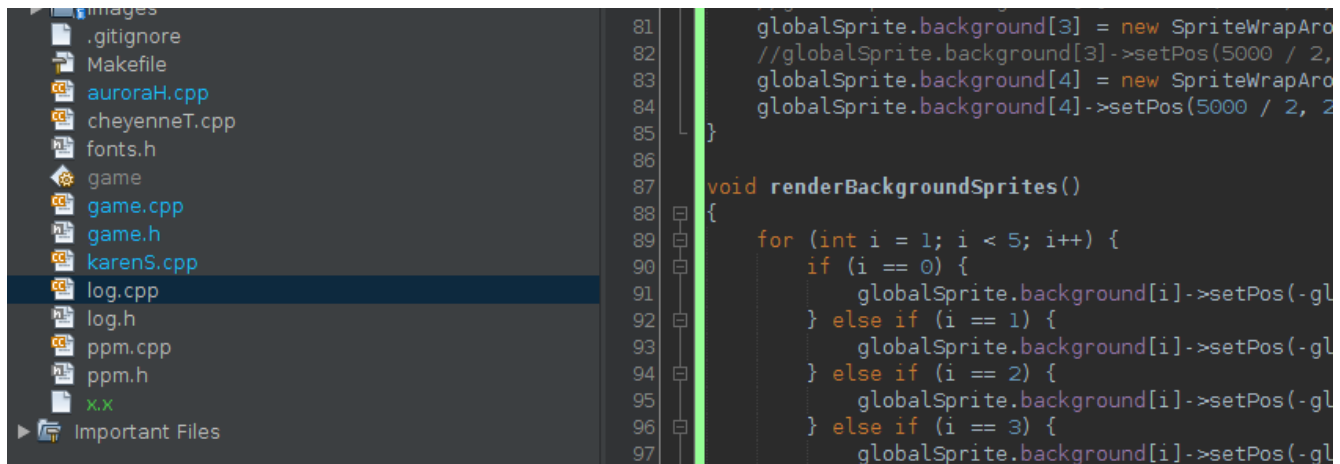 images
.gitignore
Makefile
auroraH.cpp
cheyenneT.cpp
fonts.h
game
game.cpp
game.h
karenS.cpp
log.cpp
log.h
ppm.cpp
ppm.h
x.x
Important Files
81 globalSprite.background[3] = new SpriteWrapAro
82 //globalSprite.background[3]->setPos(5000 / 2,
83 globalSprite.background[4] = new SpriteWrapAro
84 globalSprite.background[4]->setPos(5000 / 2, 2
85 }
86
87 void renderBackgroundSprites()
88 {
89 for (int i = 1; i < 5; i++) {
90 if (i == 0) {
91 globalSprite.background[i]->setPos(-gl
92 } else if (i == 1) {
93 globalSprite.background[i]->setPos(-gl
94 } else if (i == 2) {
95 globalSprite.background[i]->setPos(-gl
96 } else if (i == 3) {
97 globalSprite.background[i]->setPos(-gl